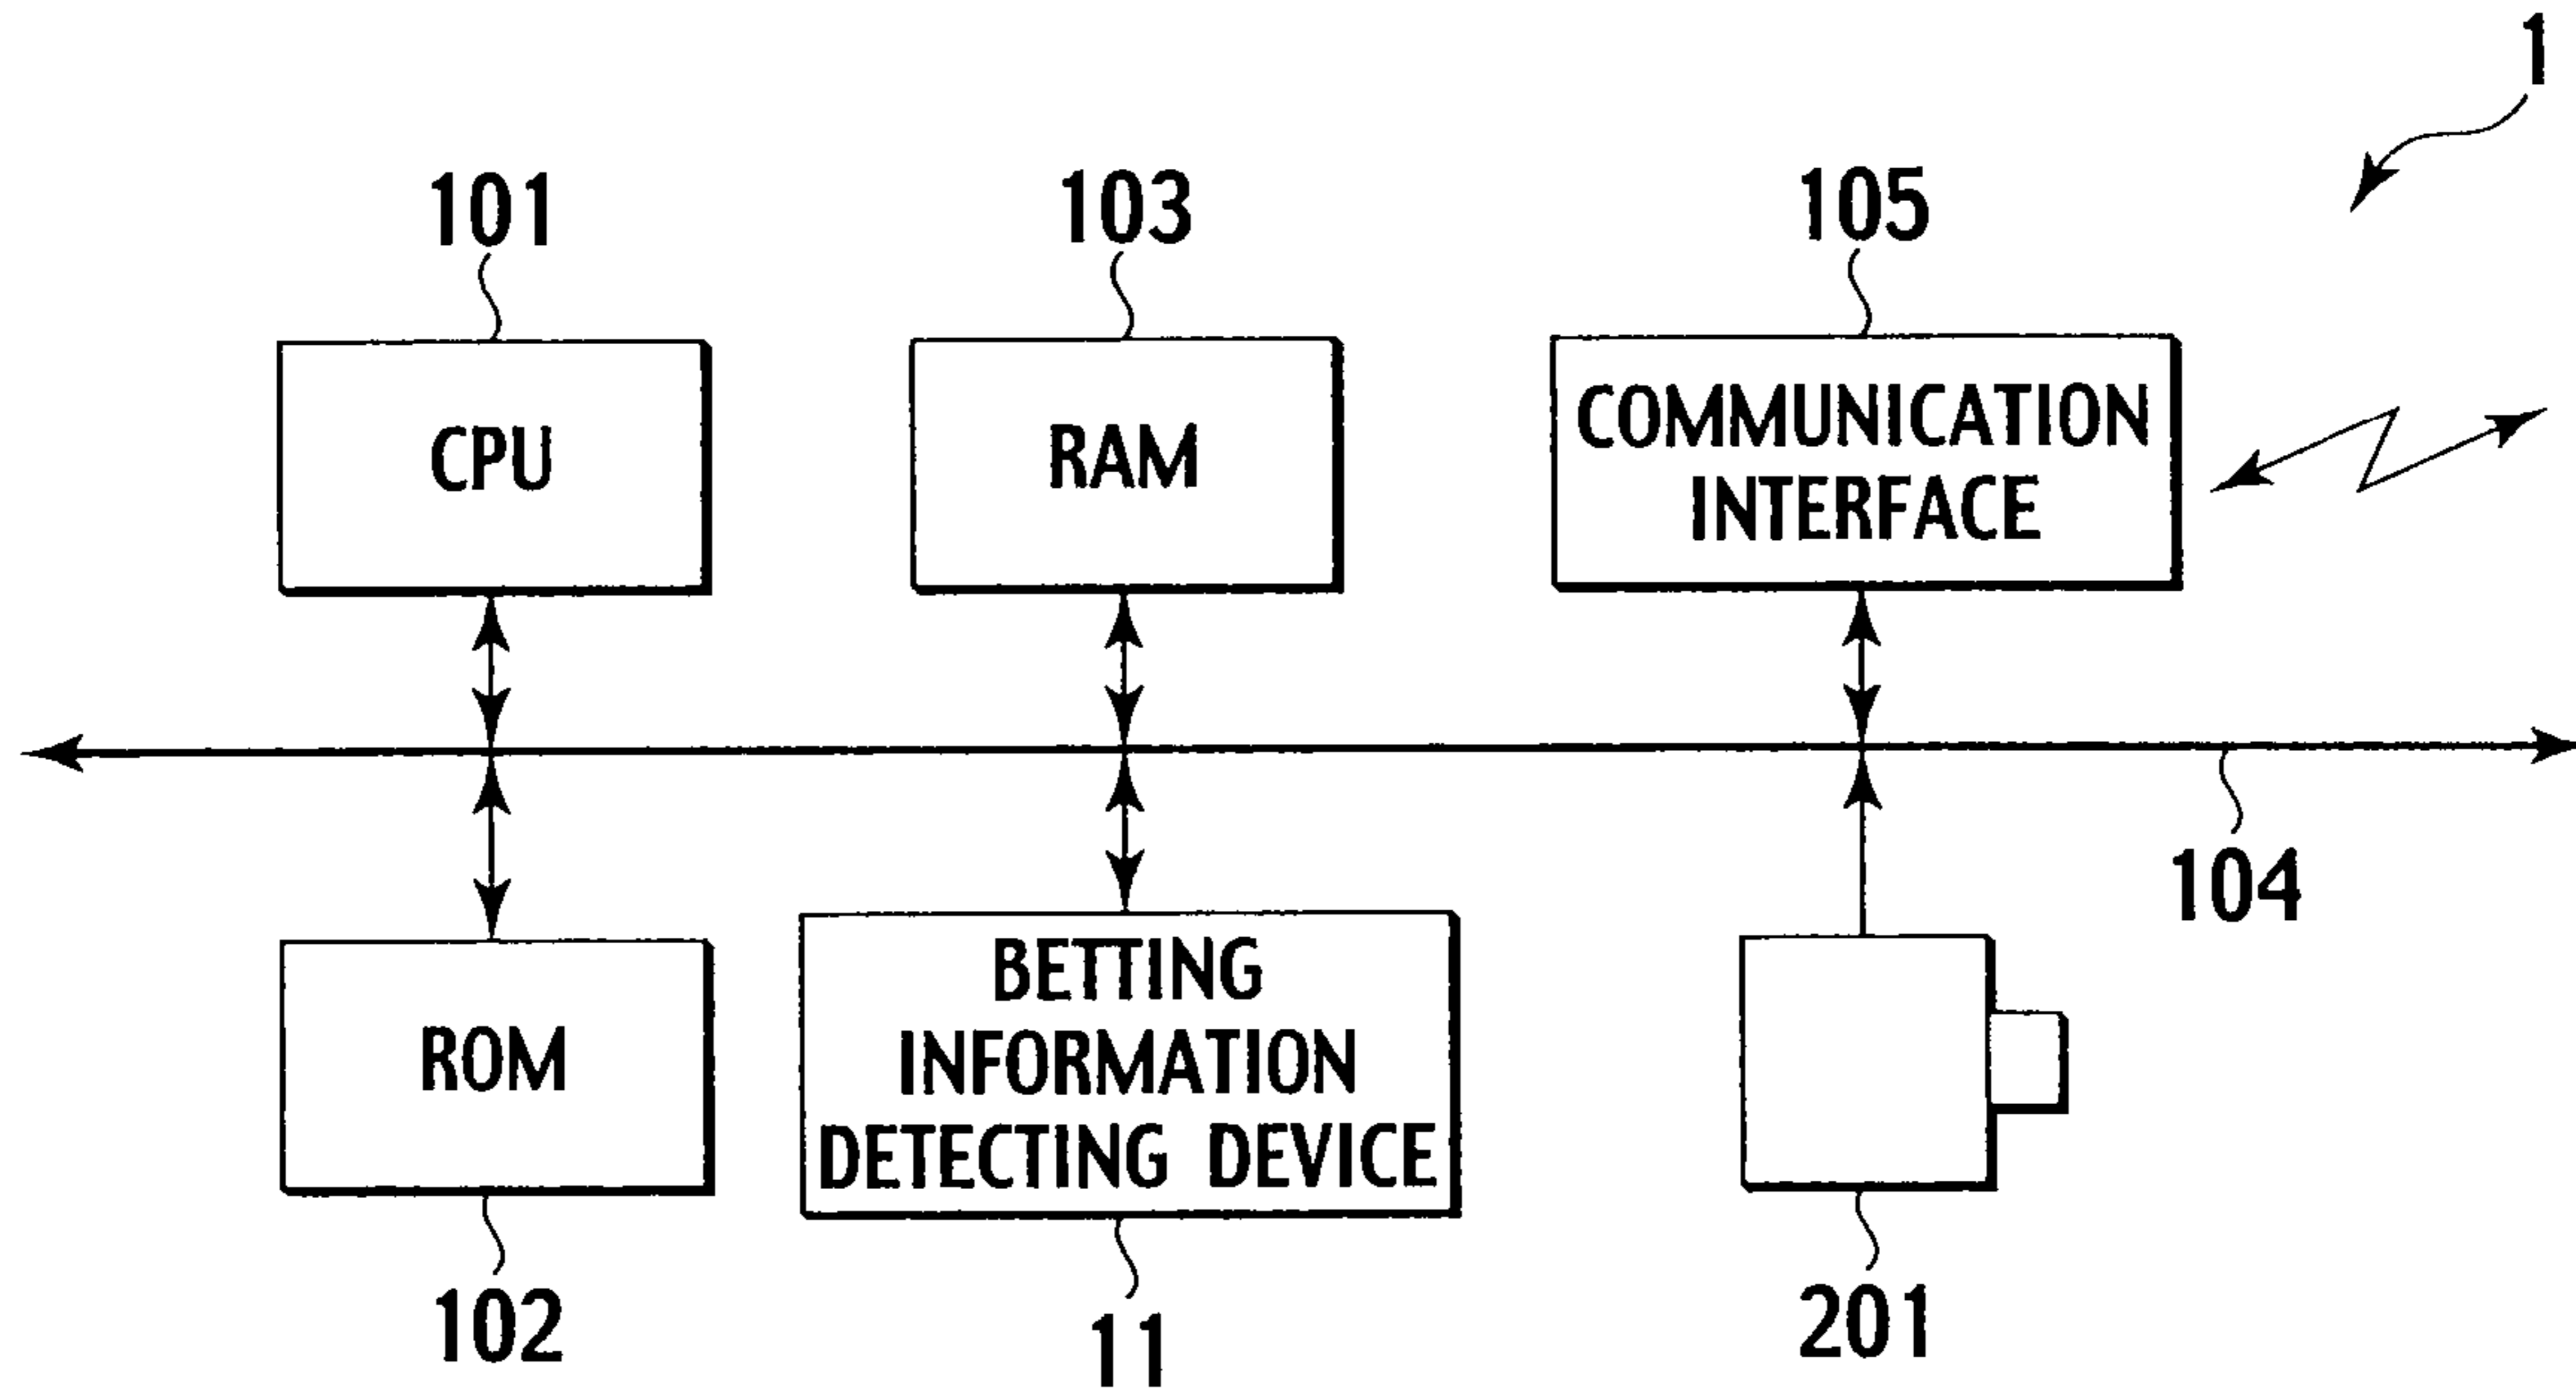 1
101
103
105
CPU
RAM
COMMUNICATION
INTERFACE
104
ROM
BETTING
INFORMATION
DETECTING DEVICE
102
11
201